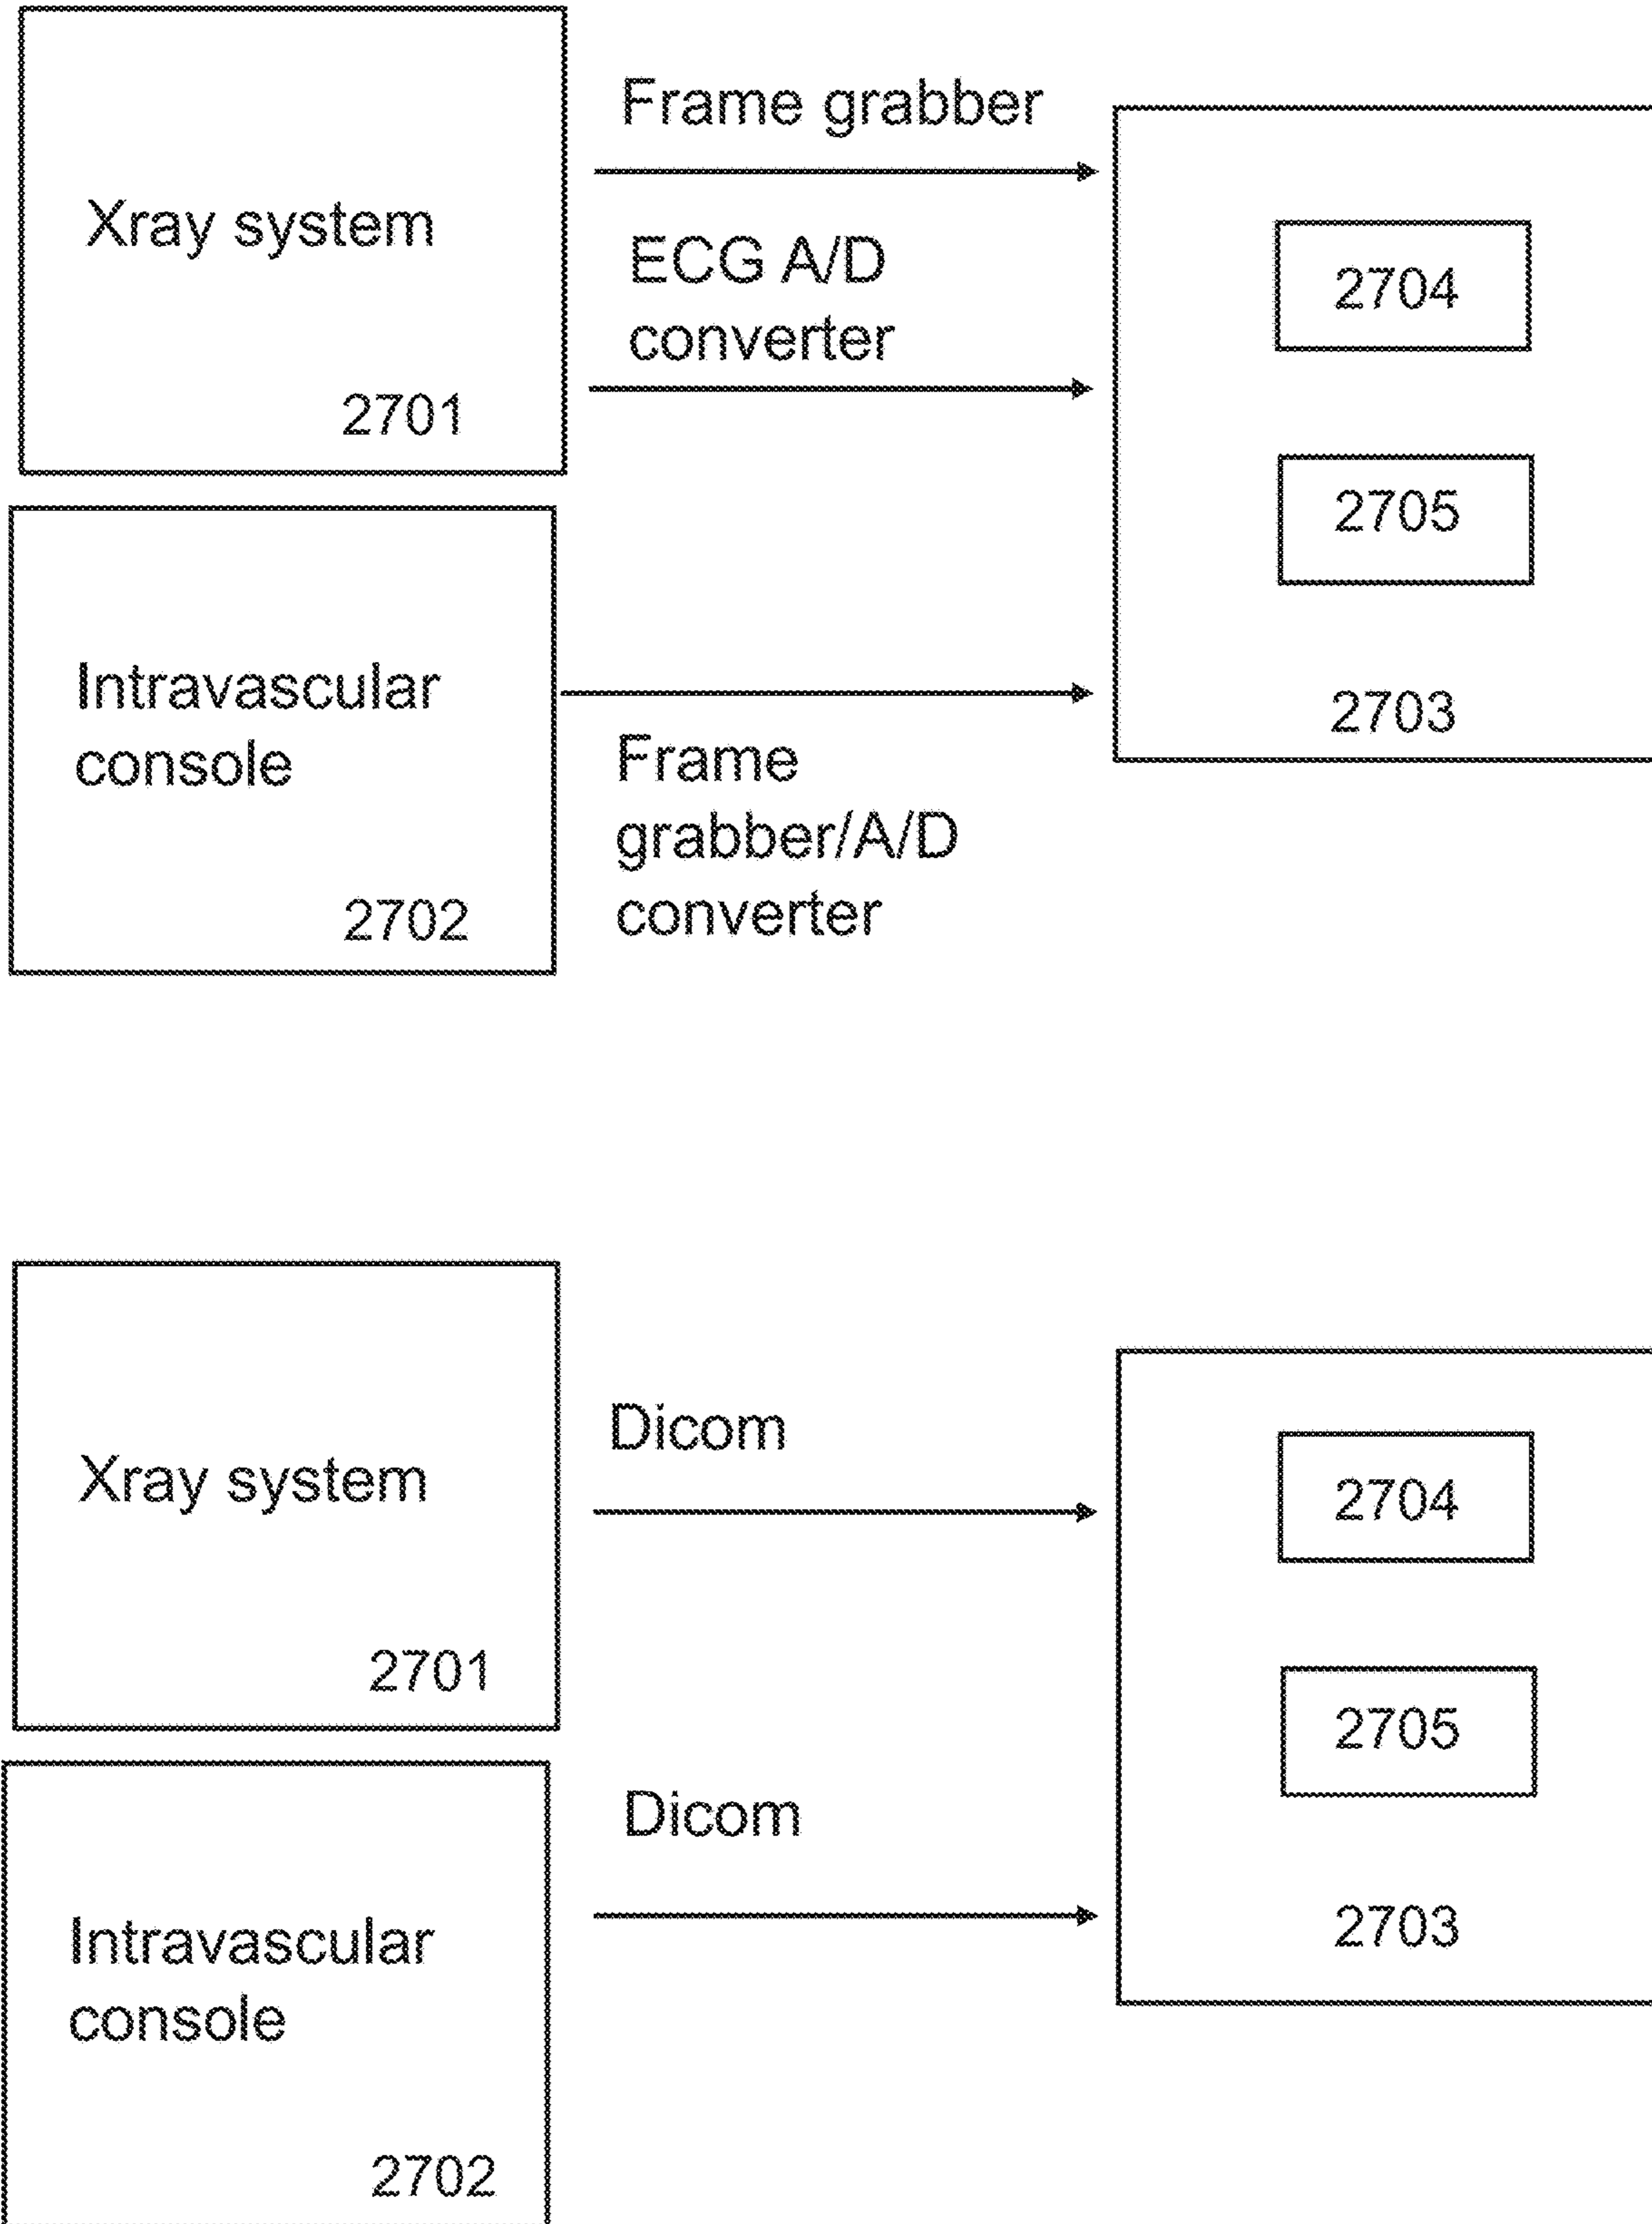 Xray system
2701
Frame grabber
ECG A/D
converter
2704
2705
2703
Intravascular
console
2702
Frame
grabber/A/D
converter
Xray system
2701
Dicom
2704
2705
2703
Intravascular
console
2702
Dicom